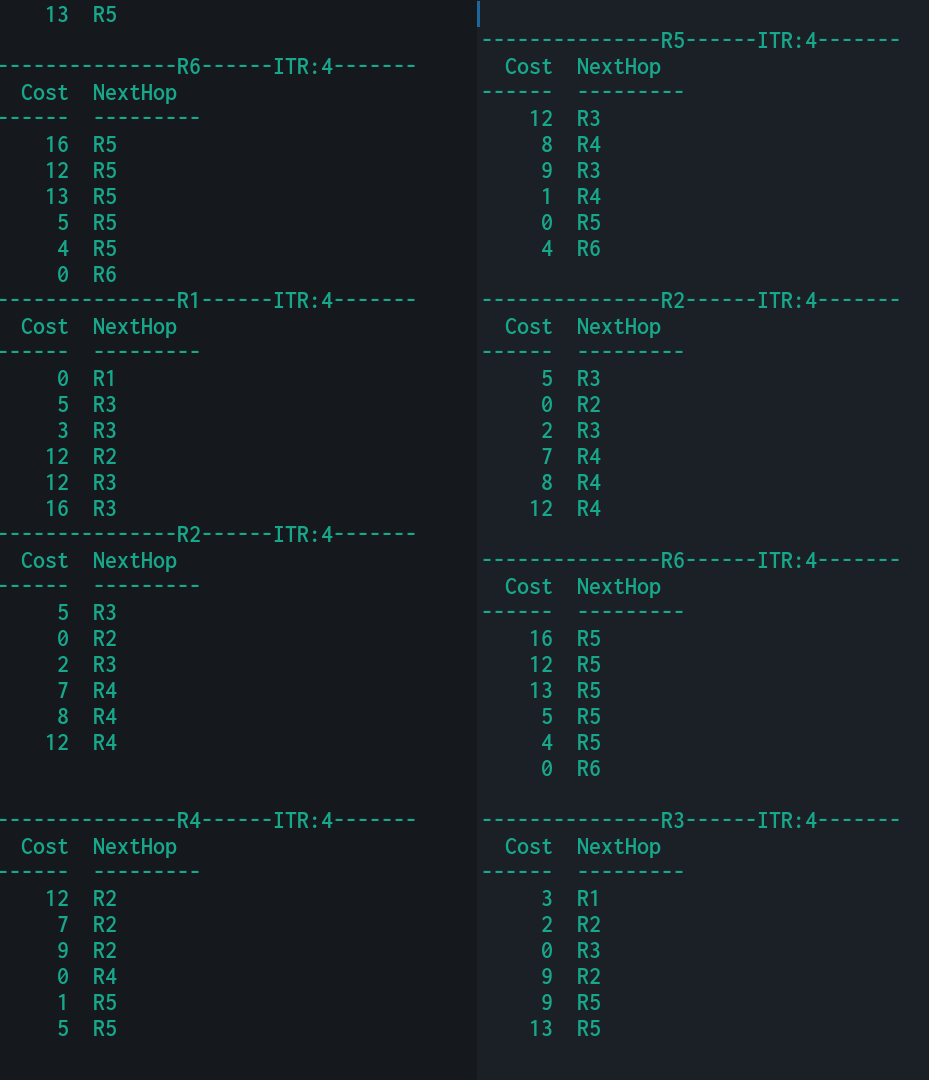 13 R5
---------------R6------ITR:4-------
Cost NextHop
------ ---------
16 R5
12 R5
13 R5
5 R5
4 R5
0 R6
---------------R1------ITR:4-------
Cost NextHop
------ ---------
0 R1
5 R3
3 R3
12 R2
12 R3
16 R3
---------------R2------ITR:4-------
Cost NextHop
------ ---------
5 R3
0 R2
2 R3
7 R4
8 R4
12 R4
---------------R4------ITR:4-------
Cost NextHop
------ ---------
12 R2
7 R2
9 R2
0 R4
1 R5
5 R5
---------------R5------ITR:4-------
Cost NextHop
------ ---------
12 R3
8 R4
9 R3
1 R4
0 R5
4 R6
---------------R2------ITR:4-------
Cost NextHop
------ ---------
5 R3
0 R2
2 R3
7 R4
8 R4
12 R4
---------------R6------ITR:4-------
Cost NextHop
------ ---------
16 R5
12 R5
13 R5
5 R5
4 R5
0 R6
---------------R3------ITR:4-------
Cost NextHop
------ ---------
3 R1
2 R2
0 R3
9 R2
9 R5
13 R5